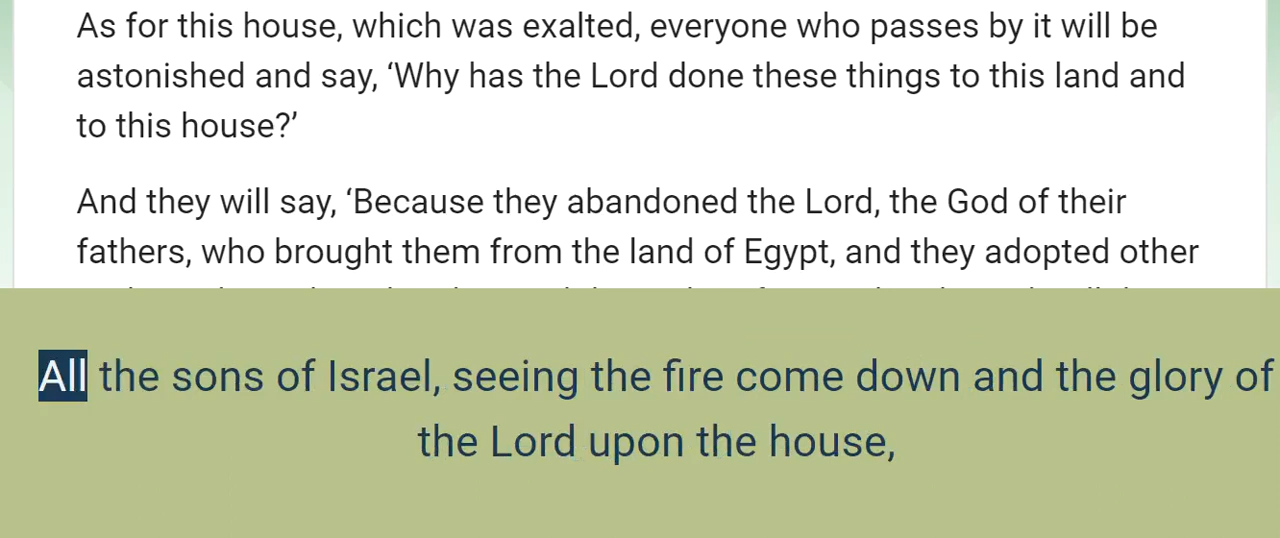 As for this house, which was exalted, everyone who passes by it will be
astonished and say, ‘Why has the Lord done these things to this land and
to this house?’
And they will say, ‘Because they abandoned the Lord, the God of their
fathers, who brought them from the land of Egypt, and they adopted other
All the sons of Israel, seeing the fire come down and the glory of
the Lord upon the house,